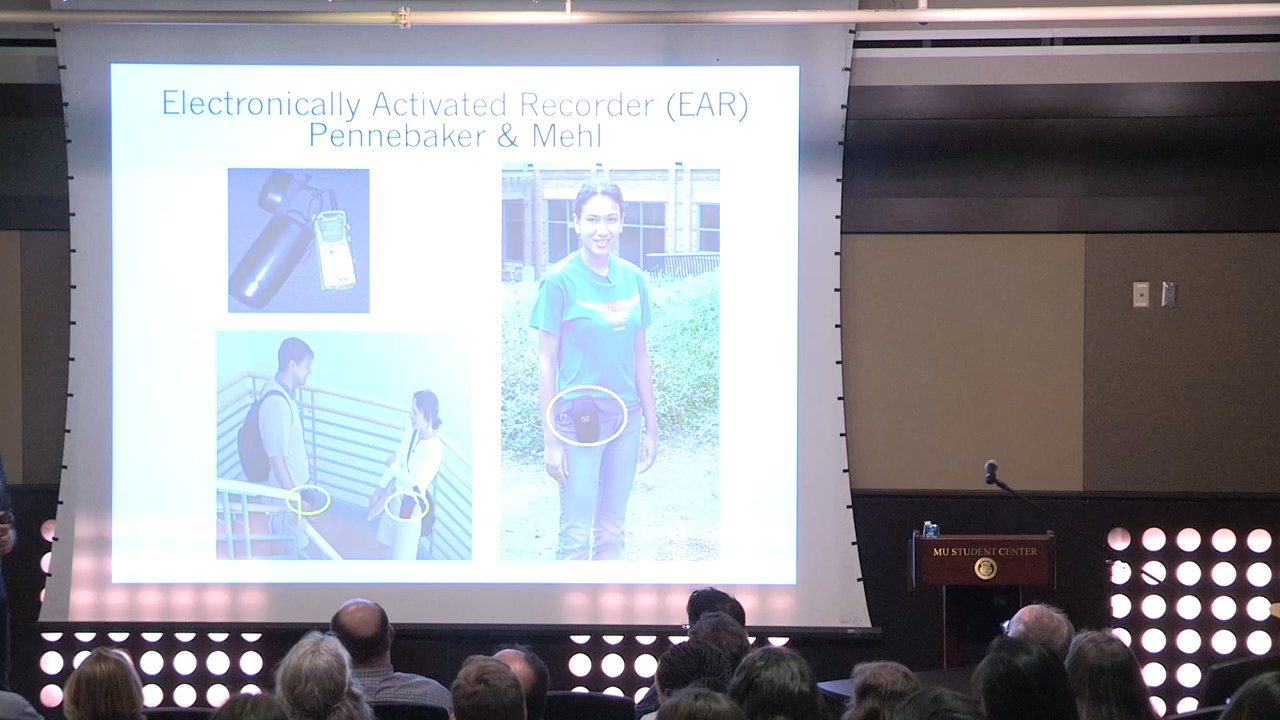 Electronically Activated Recorder (EAR)
Pennebaker & Mehl
MU STUDENT CENTER